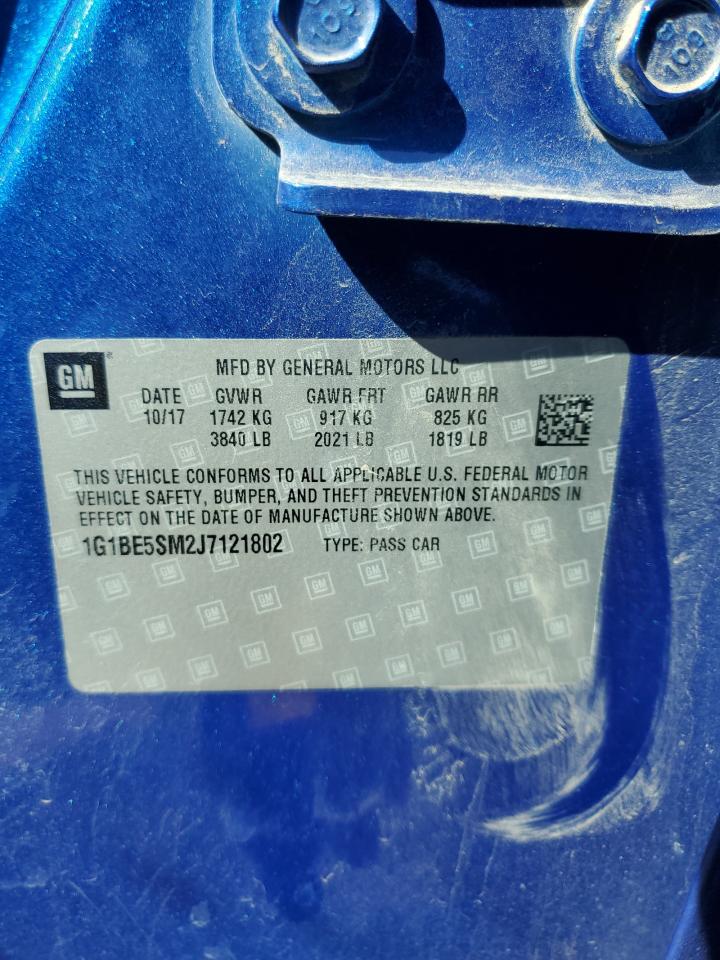 109
109
GM
MFD BY GENERAL MOTORS LLC
DATE GVWR GAWR FRT GAWR RR
10/17 1742 KG 917 KG 825 KG
3840 LB 2021 LB 1819 LB
THIS VEHICLE CONFORMS TO ALL APPLICABLE U.S. FEDERAL MOTOR
VEHICLE SAFETY, BUMPER, AND THEFT PREVENTION STANDARDS IN
EFFECT ON THE DATE OF MANUFACTURE SHOWN ABOVE.
1G1BE5SM2J7121802 TYPE: PASS CAR